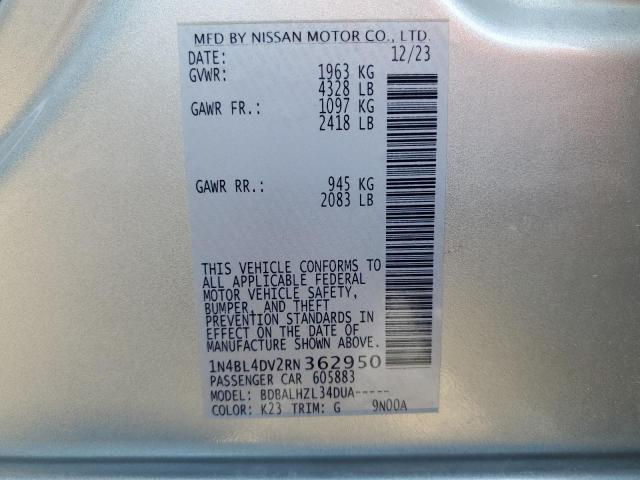 MFD BY NISSAN MOTOR CO., LTD.
DATE: 12/23
GVWR: 1963 KG
4328 LB
GAWR FR.: 1097 KG
2418 LB
GAWR RR.: 945 KG
2083 LB
THIS VEHICLE CONFORMS TO
ALL APPLICABLE FEDERAL
MOTOR VEHICLE SAFETY,
BUMPER, AND THEFT
PREVENTION STANDARDS IN
EFFECT ON THE DATE OF
MANUFACTURE SHOWN ABOVE.
1N4BL4DV2RN362950
PASSENGER CAR 605883
MODEL: BDBALHZL34DUA-----
COLOR: K23 TRIM: G 9N00A